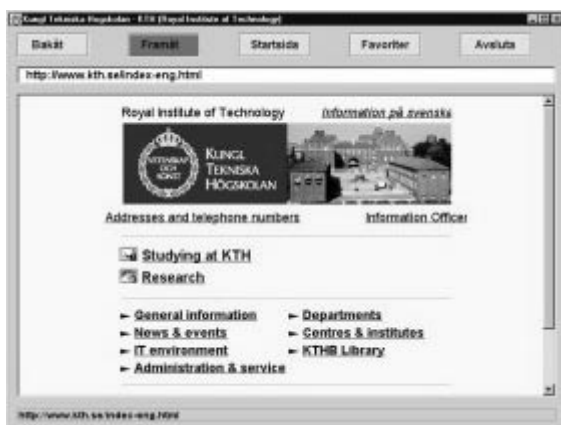 Kungl Tekniska Högskolan - KTH (Royal Institute of Technology)
Bakåt Framåt Startsida Favoriter Avsluta
http://www.kth.se/index-eng.html
Royal Institute of Technology Information på svenska
VETENSKAP OCH KONST
KUNGL
TEKNISKA
HÖGSKOLAN
Addresses and telephone numbers Information Officer
Studying at KTH
Research
► General information ► Departments
► News & events ► Centres & institutes
► IT environment ► KTHB Library
► Administration & service
http://www.kth.se/index-eng.html